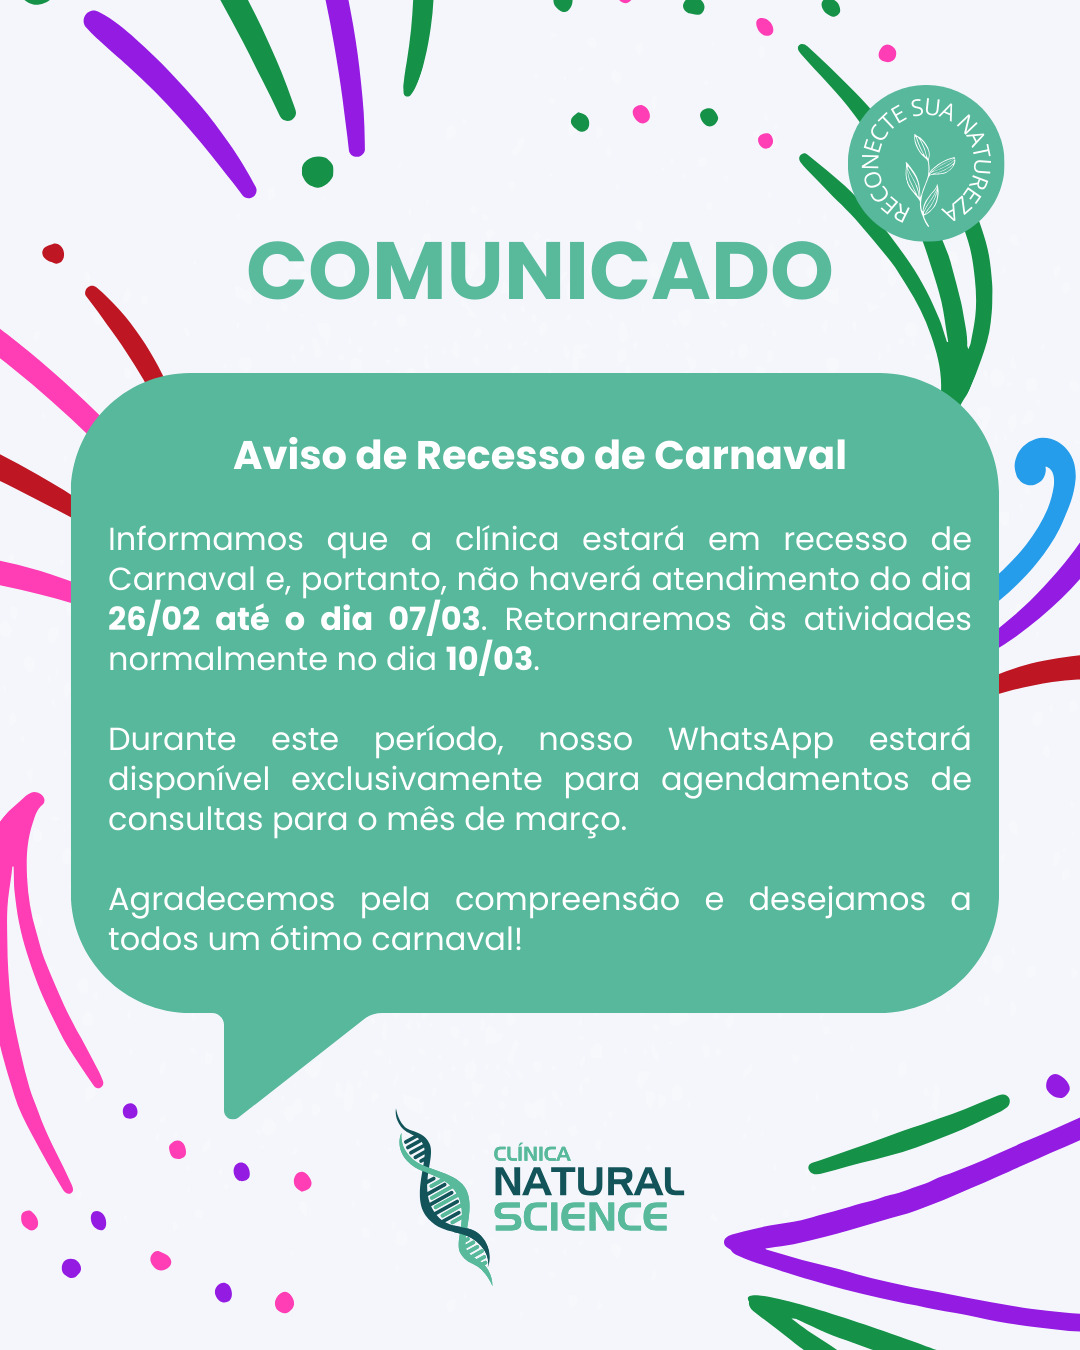 RECONECTE SUA NATUREZA
COMUNICADO
Aviso de Recesso de Carnaval
Informamos que a clínica estará em recesso de
Carnaval e, portanto, não haverá atendimento do dia
26/02 até o dia 07/03. Retornaremos às atividades
normalmente no dia 10/03.
Durante este período, nosso WhatsApp estará
disponível exclusivamente para agendamentos de
consultas para o mês de março.
Agradecemos pela compreensão e desejamos a
todos um ótimo carnaval!
CLÍNICA
NATURAL
SCIENCE